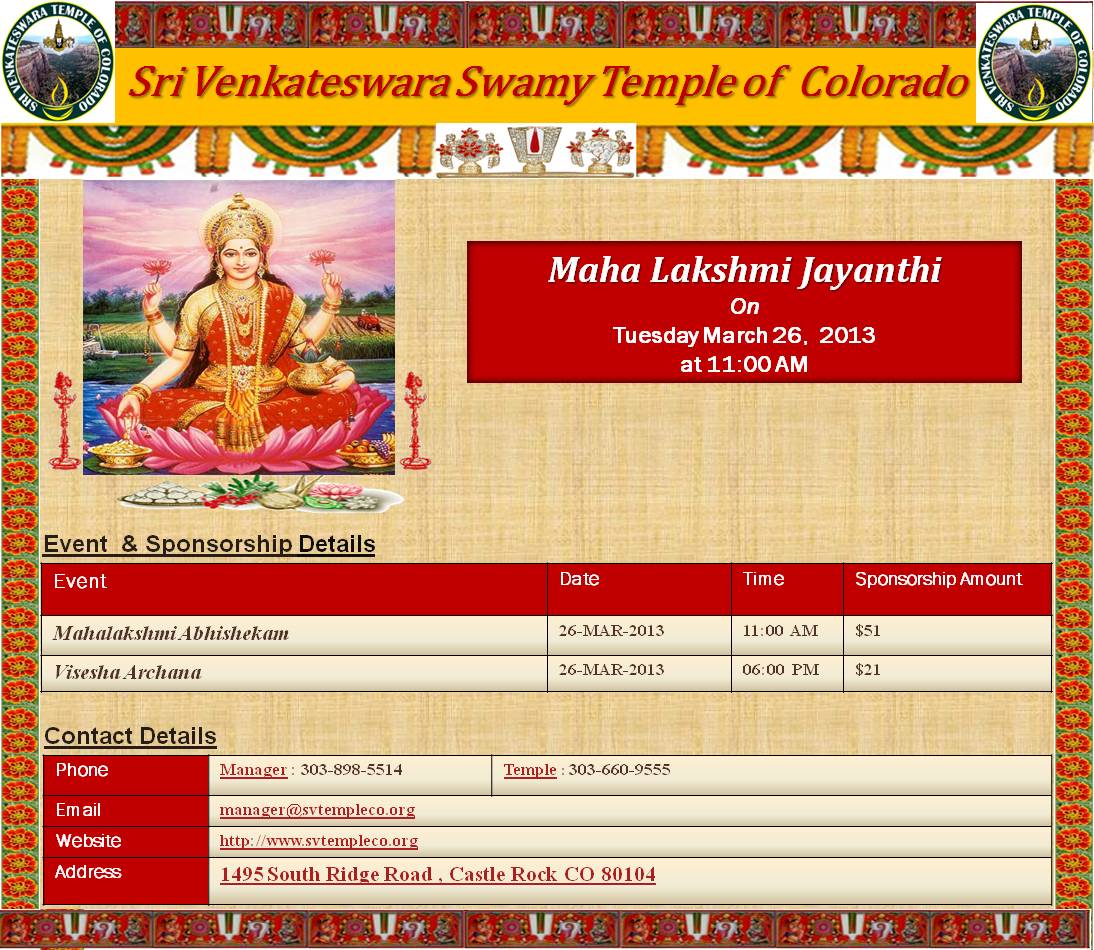 SRI VENKATESWARA TEMPLE OF COLORADO
Sri Venkateswara Swamy Temple of Colorado
SRI VENKATESWARA TEMPLE OF COLORADO
Maha Lakshmi Jayanthi
On
Tuesday March 26, 2013
at 11:00 AM
Event & Sponsorship Details
Event Date Time Sponsorship Amount
Mahalakshmi Abhishekam 26-MAR-2013 11:00 AM $51
Visesha Archana 26-MAR-2013 06:00 PM $21
Contact Details
Phone Manager : 303-898-5514 Temple : 303-660-9555
Email manager@svtempleco.org
Website http://www.svtempleco.org
Address 1495 South Ridge Road , Castle Rock CO 80104